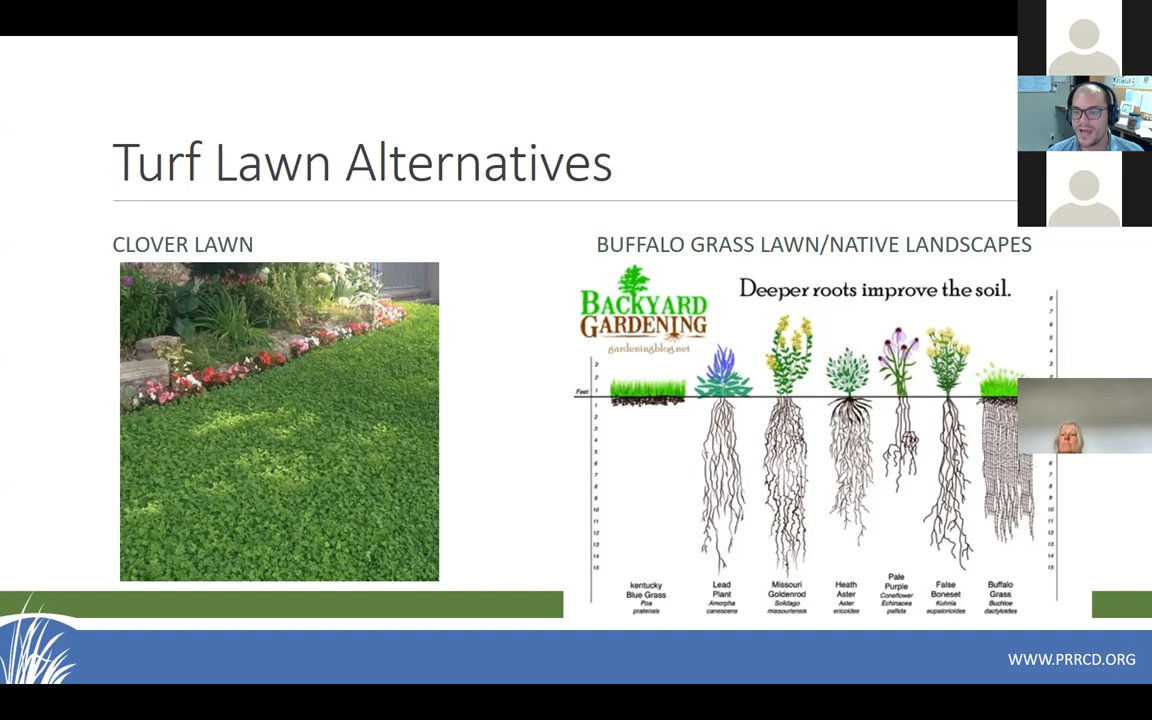 Turf Lawn Alternatives
CLOVER LAWN
BUFFALO GRASS LAWN/NATIVE LANDSCAPES
BACKYARD
GARDENING
gardeningblog.net
Deeper roots improve the soil.
Feet
kentucky
Blue Grass
Poa
pratensis
Lead
Plant
Amorpha
canescens
Missouri
Goldenrod
Solidago
missouriensis
Heath
Aster
Aster
ericoides
Pale
Purple
Coneflower
Echinacea
pallida
False
Boneset
Kuhnia
eupatorioides
Buffalo
Grass
Buchloe
dactyloides
WWW.PRRCD.ORG